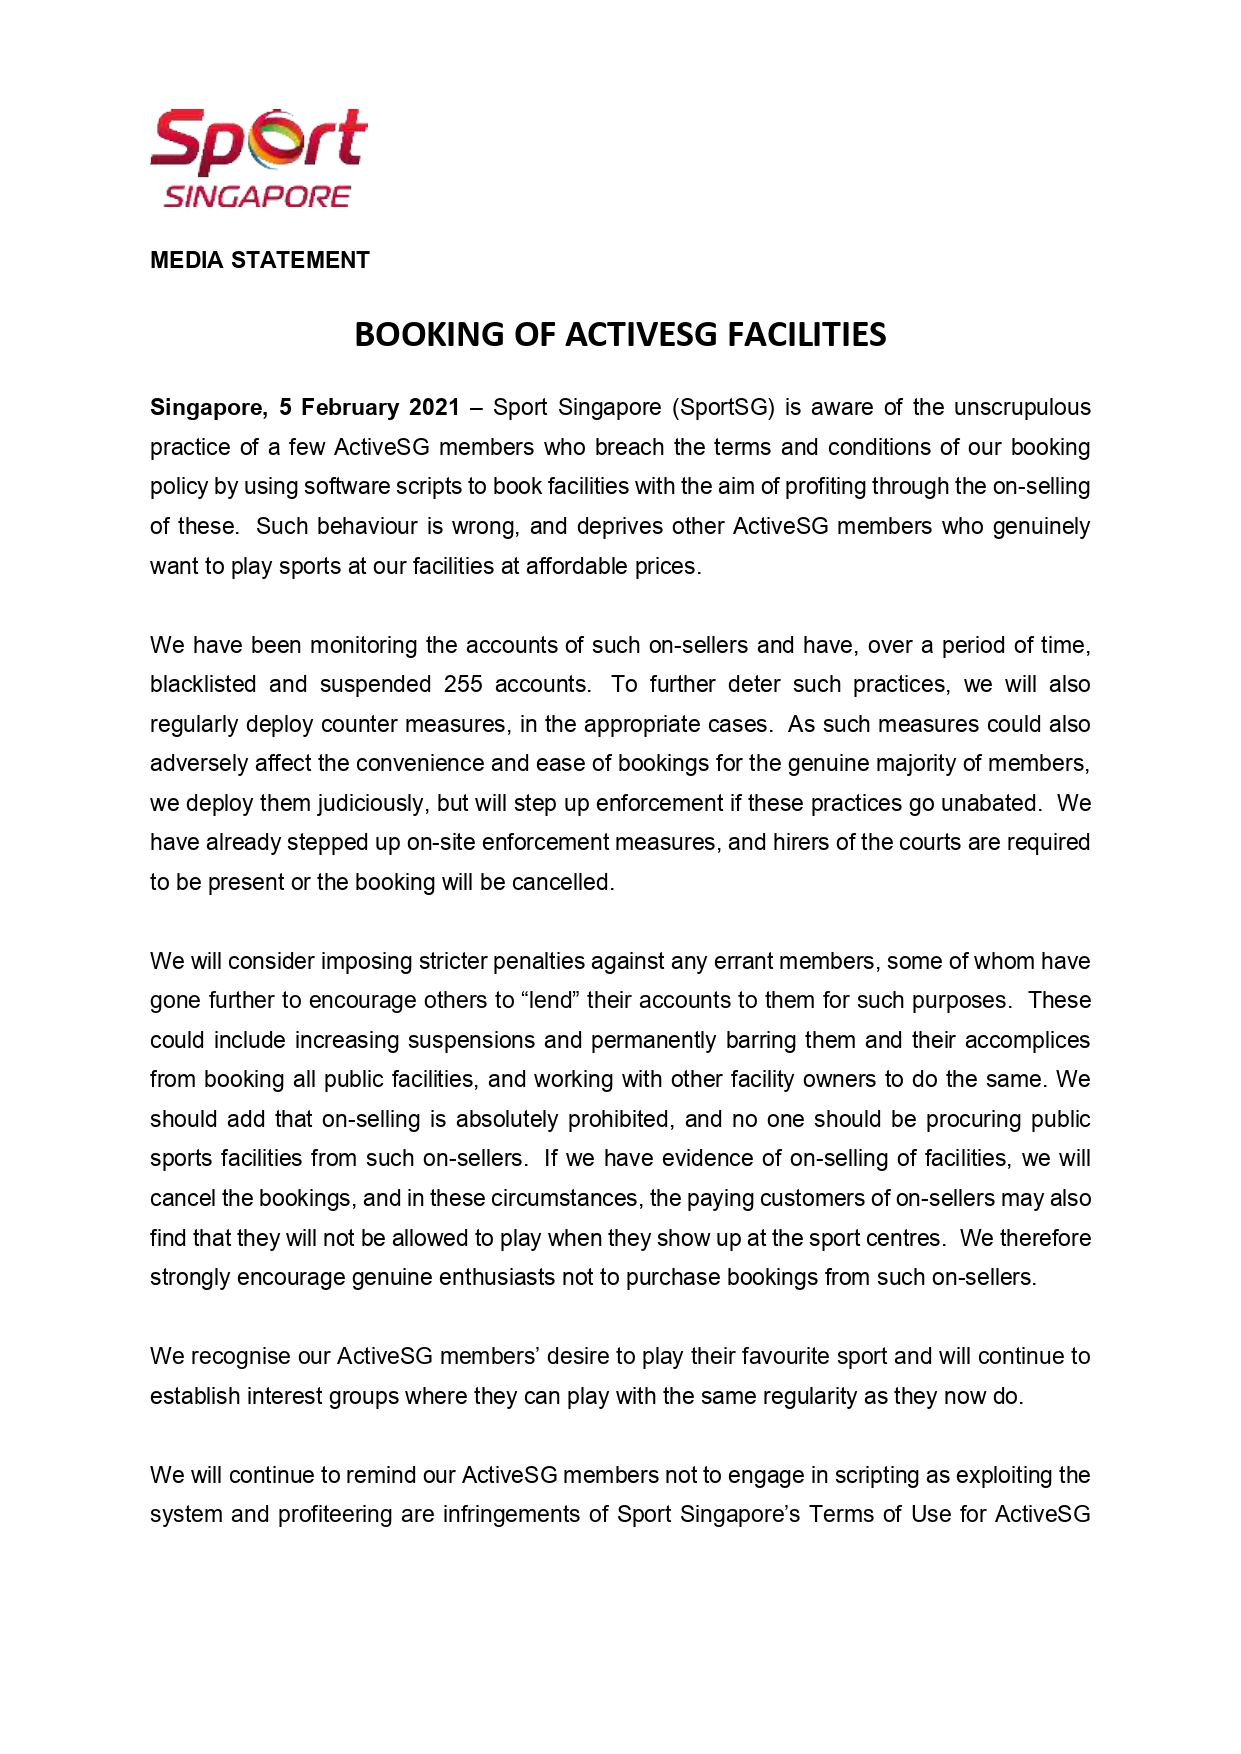 Sport
SINGAPORE
MEDIA STATEMENT
BOOKING OF ACTIVESG FACILITIES
Singapore, 5 February 2021 – Sport Singapore (SportSG) is aware of the unscrupulous
practice of a few ActiveSG members who breach the terms and conditions of our booking
policy by using software scripts to book facilities with the aim of profiting through the on-selling
of these.  Such behaviour is wrong, and deprives other ActiveSG members who genuinely
want to play sports at our facilities at affordable prices.
We have been monitoring the accounts of such on-sellers and have, over a period of time,
blacklisted and suspended 255 accounts.  To further deter such practices, we will also
regularly deploy counter measures, in the appropriate cases.  As such measures could also
adversely affect the convenience and ease of bookings for the genuine majority of members,
we deploy them judiciously, but will step up enforcement if these practices go unabated.  We
have already stepped up on-site enforcement measures, and hirers of the courts are required
to be present or the booking will be cancelled.
We will consider imposing stricter penalties against any errant members, some of whom have
gone further to encourage others to “lend” their accounts to them for such purposes.  These
could include increasing suspensions and permanently barring them and their accomplices
from booking all public facilities, and working with other facility owners to do the same. We
should add that on-selling is absolutely prohibited, and no one should be procuring public
sports facilities from such on-sellers.  If we have evidence of on-selling of facilities, we will
cancel the bookings, and in these circumstances, the paying customers of on-sellers may also
find that they will not be allowed to play when they show up at the sport centres.  We therefore
strongly encourage genuine enthusiasts not to purchase bookings from such on-sellers.
We recognise our ActiveSG members’ desire to play their favourite sport and will continue to
establish interest groups where they can play with the same regularity as they now do.
We will continue to remind our ActiveSG members not to engage in scripting as exploiting the
system and profiteering are infringements of Sport Singapore’s Terms of Use for ActiveSG